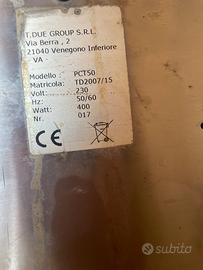 T.DUE GROUP S.R.L.
Via Berra , 2
21040 Venegono Inferiore
- VA -
Modello : PCT50
Matricola: TD2007/15
Volt: 230
Hz: 50/60
Watt: 400
Nr. 017
CE
subito